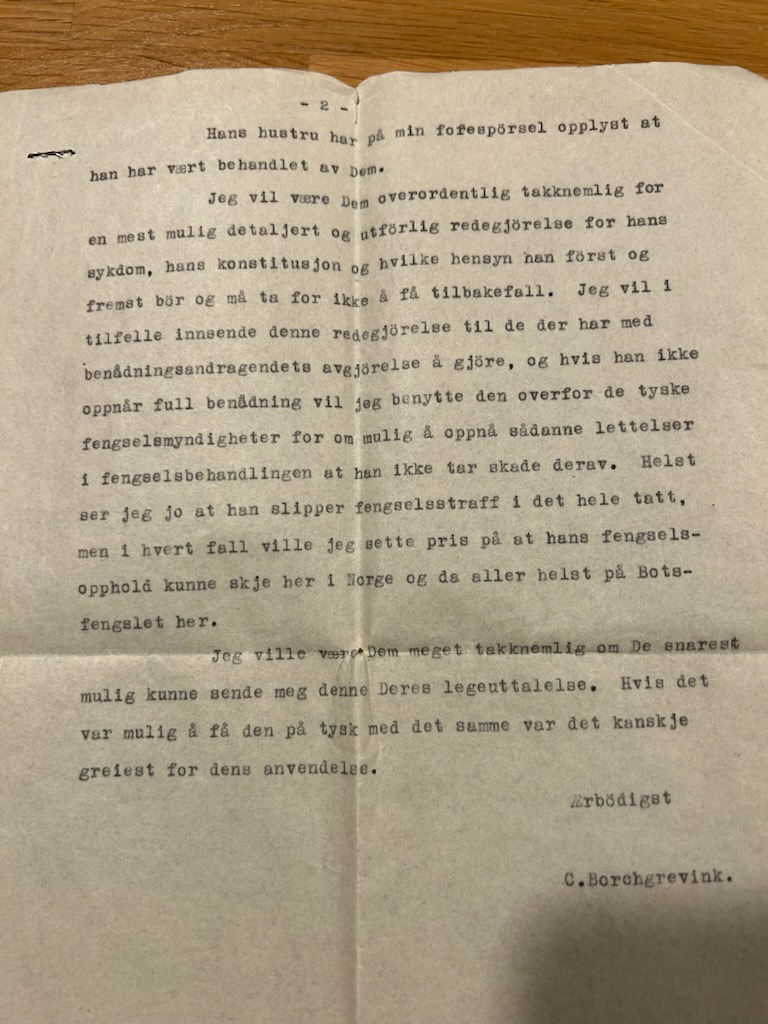 - 2 -
Hans hustru har på min fofespörsel opplyst at
han har vært behandlet av Dem.
Jeg vil være Dem overordentlig takknemlig for
en mest mulig detaljert og utförlig redegjörelse for hans
sykdom, hans konstitusjon og hvilke hensyn han först og
fremst bör og må ta for ikke å få tilbakefall. Jeg vil i
tilfelle innsende denne redegjörelse til de der har med
benådningsandragendets avgjörelse å gjöre, og hvis han ikke
oppnår full benådning vil jeg benytte den overfor de tyske
fengselsmyndigheter for om mulig å oppnå sådanne lettelser
i fengselsbehandlingen at han ikke tar skade derav. Helst
ser jeg jo at han slipper fengselsstraff i det hele tatt,
men i hvert fall ville jeg sette pris på at hans fengsels-
opphold kunne skje her i Norge og da aller helst på Bots-
fengslet her.
Jeg ville være Dem meget takknemlig om De snarest
mulig kunne sende meg denne Deres legeuttalelse. Hvis det
var mulig å få den på tysk med det samme var det kanskje
greiest for dens anvendelse.
Ærbödigst
C.Borchgrevink.